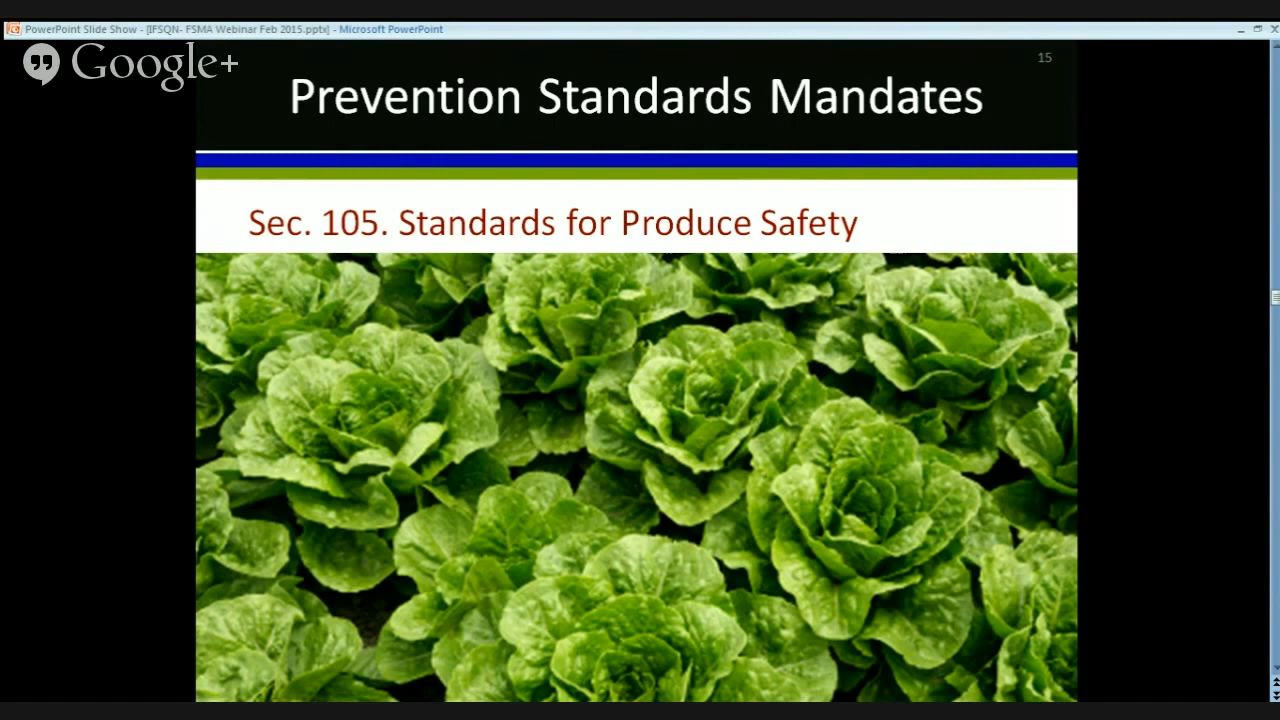 PowerPoint Slide Show - [IFSQN- FSMA Webinar Feb 2015.pptx] - Microsoft PowerPoint
Google+
15
Prevention Standards Mandates
Sec. 105. Standards for Produce Safety